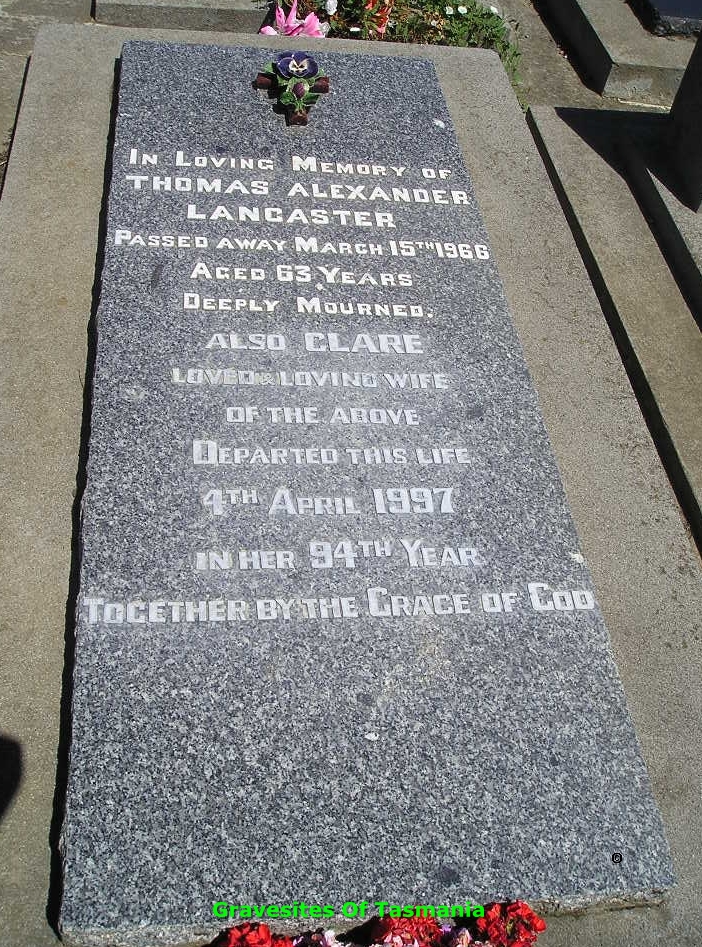 In Loving Memory of
THOMAS ALEXANDER
LANCASTER
Passed away March 15TH 1966
Aged 63 Years
Deeply Mourned.
ALSO CLARE
LOVED & LOVING WIFE
OF THE ABOVE
DEPARTED THIS LIFE
4TH APRIL 1997
IN HER 94TH YEAR
TOGETHER BY THE GRACE OF GOD
Gravesites Of Tasmania